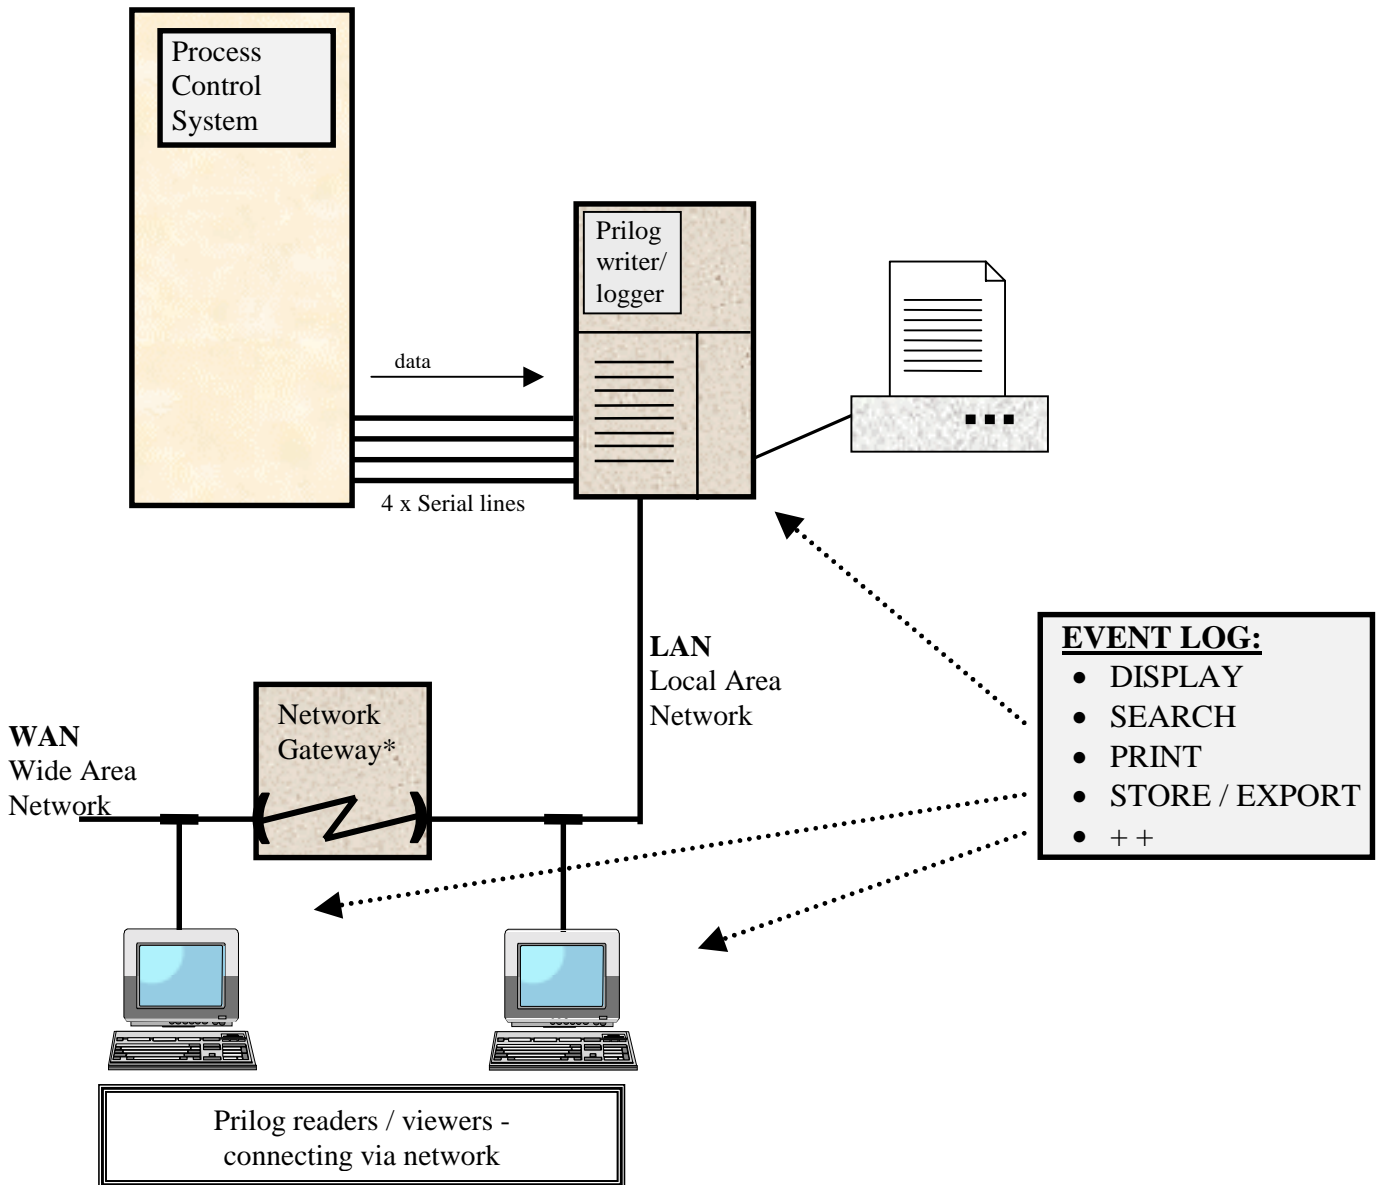 Process
Control
System
Prilog
writer/
logger
data
4 x Serial lines
LAN
Local Area
Network
EVENT LOG:
• DISPLAY
• SEARCH
• PRINT
• STORE / EXPORT
• + +
Network
Gateway*
WAN
Wide Area
Network
Prilog readers / viewers -
connecting via network